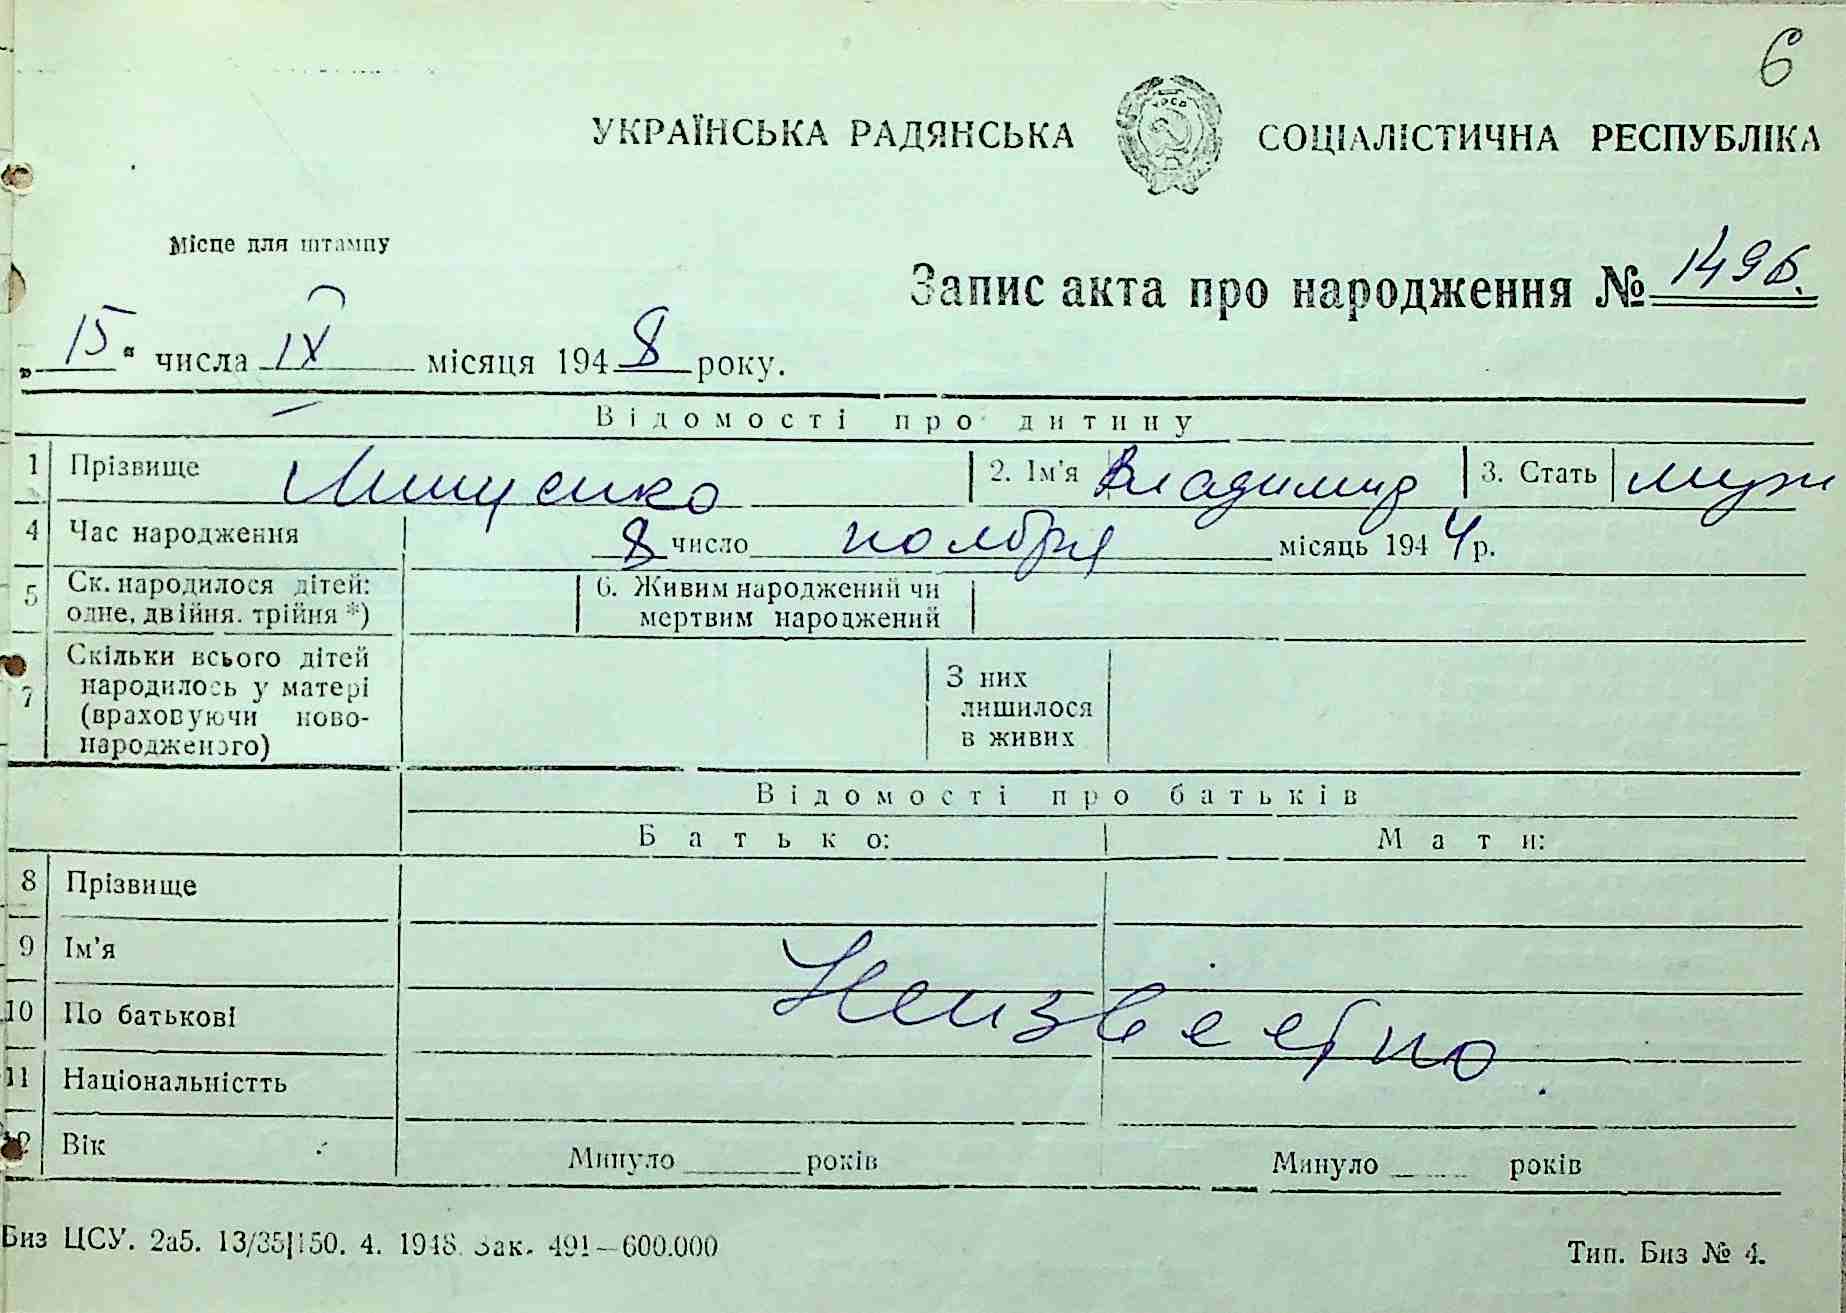 6
УКРАЇНСЬКА РАДЯНСЬКА СОЦІАЛІСТИЧНА РЕСПУБЛІКА
Місце для штампу
Запис акта про народження № 1496.
„15“ числа IX місяця 1948 року.
Відомості про дитину
1 Прізвище 2. Ім'я Владимир 3. Стать муж
4 Час народження 8 число ноября місяць 1944 р.
5 Ск. народилося дітей: 6. Живим народжений чи
одне, двійня. трійня *) мертвим народжений
Скільки всього дітей З них
7 народилось у матері лишилося
(враховуючи ново- в живих
народженого)
Відомості про батьків
Батько: Мати:
8 Прізвище
9 Ім'я
Неизвестно
10 По батькові
11 Національністть
12 Вік Минуло років Минуло років
Биз ЦСУ. 2а5. 13/35|150. 4. 1948. Зак. 491—600.000 Тип. Биз № 4.